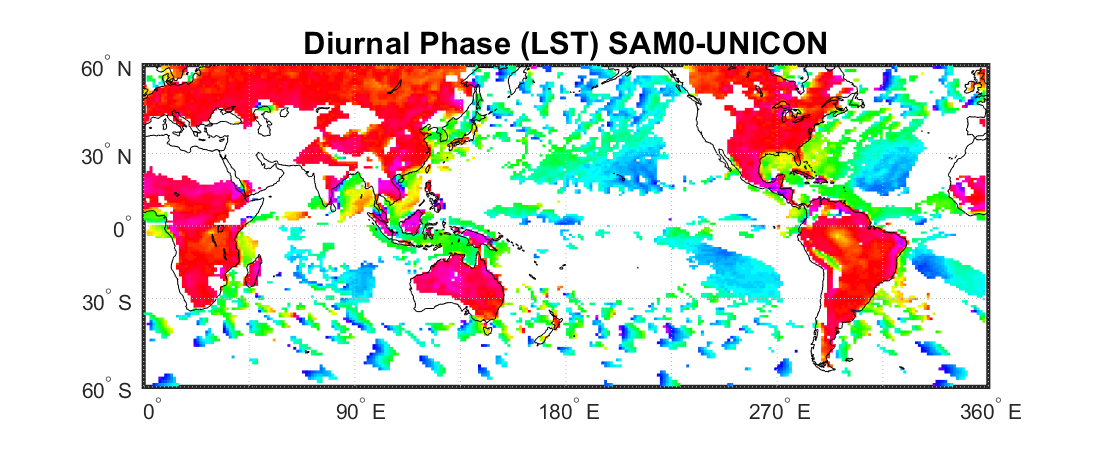 Diurnal Phase (LST) SAM0-UNICON
60° N
30° N
0°
30° S
60° S
0° 90° E 180° E 270° E 360° E